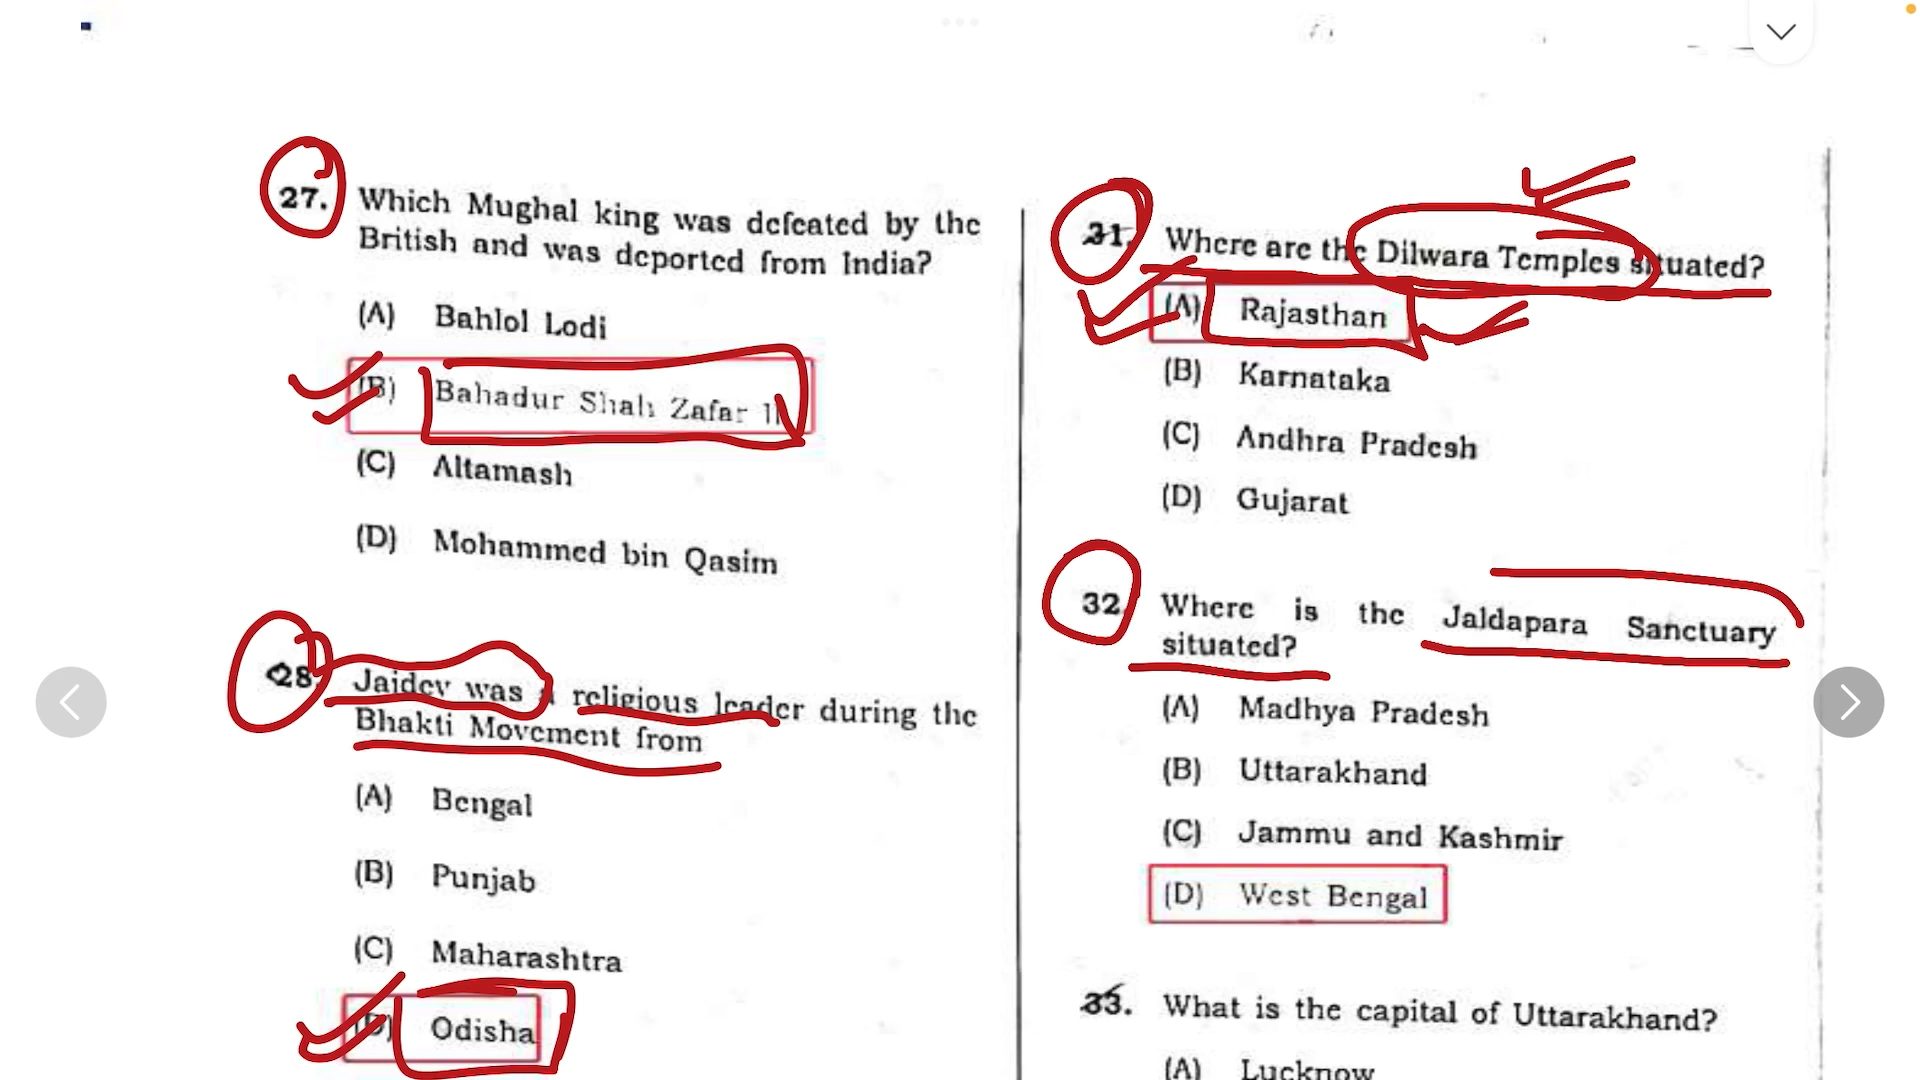 27. Which Mughal king was defeated by the
British and was deported from India?
(A) Bahlol Lodi
(B) Bahadur Shah Zafar II
(C) Altamash
(D) Mohammed bin Qasim
28. Jaidev was a religious leader during the
Bhakti Movement from
(A) Bengal
(B) Punjab
(C) Maharashtra
(D) Odisha
31. Where are the Dilwara Temples situated?
(A) Rajasthan
(B) Karnataka
(C) Andhra Pradesh
(D) Gujarat
32. Where is the Jaldapara Sanctuary
situated?
(A) Madhya Pradesh
(B) Uttarakhand
(C) Jammu and Kashmir
(D) West Bengal
33. What is the capital of Uttarakhand?
(A) Lucknow